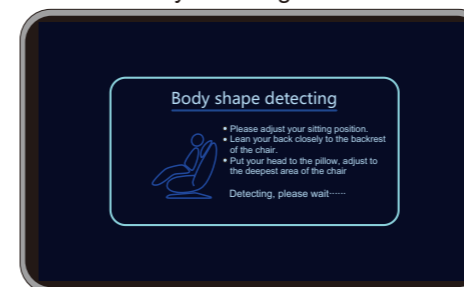 Body shape detecting
• Please adjust your sitting position.
• Lean your back closely to the backrest
of the chair.
• Put your head to the pillow, adjust to
the deepest area of the chair
Detecting, please wait······